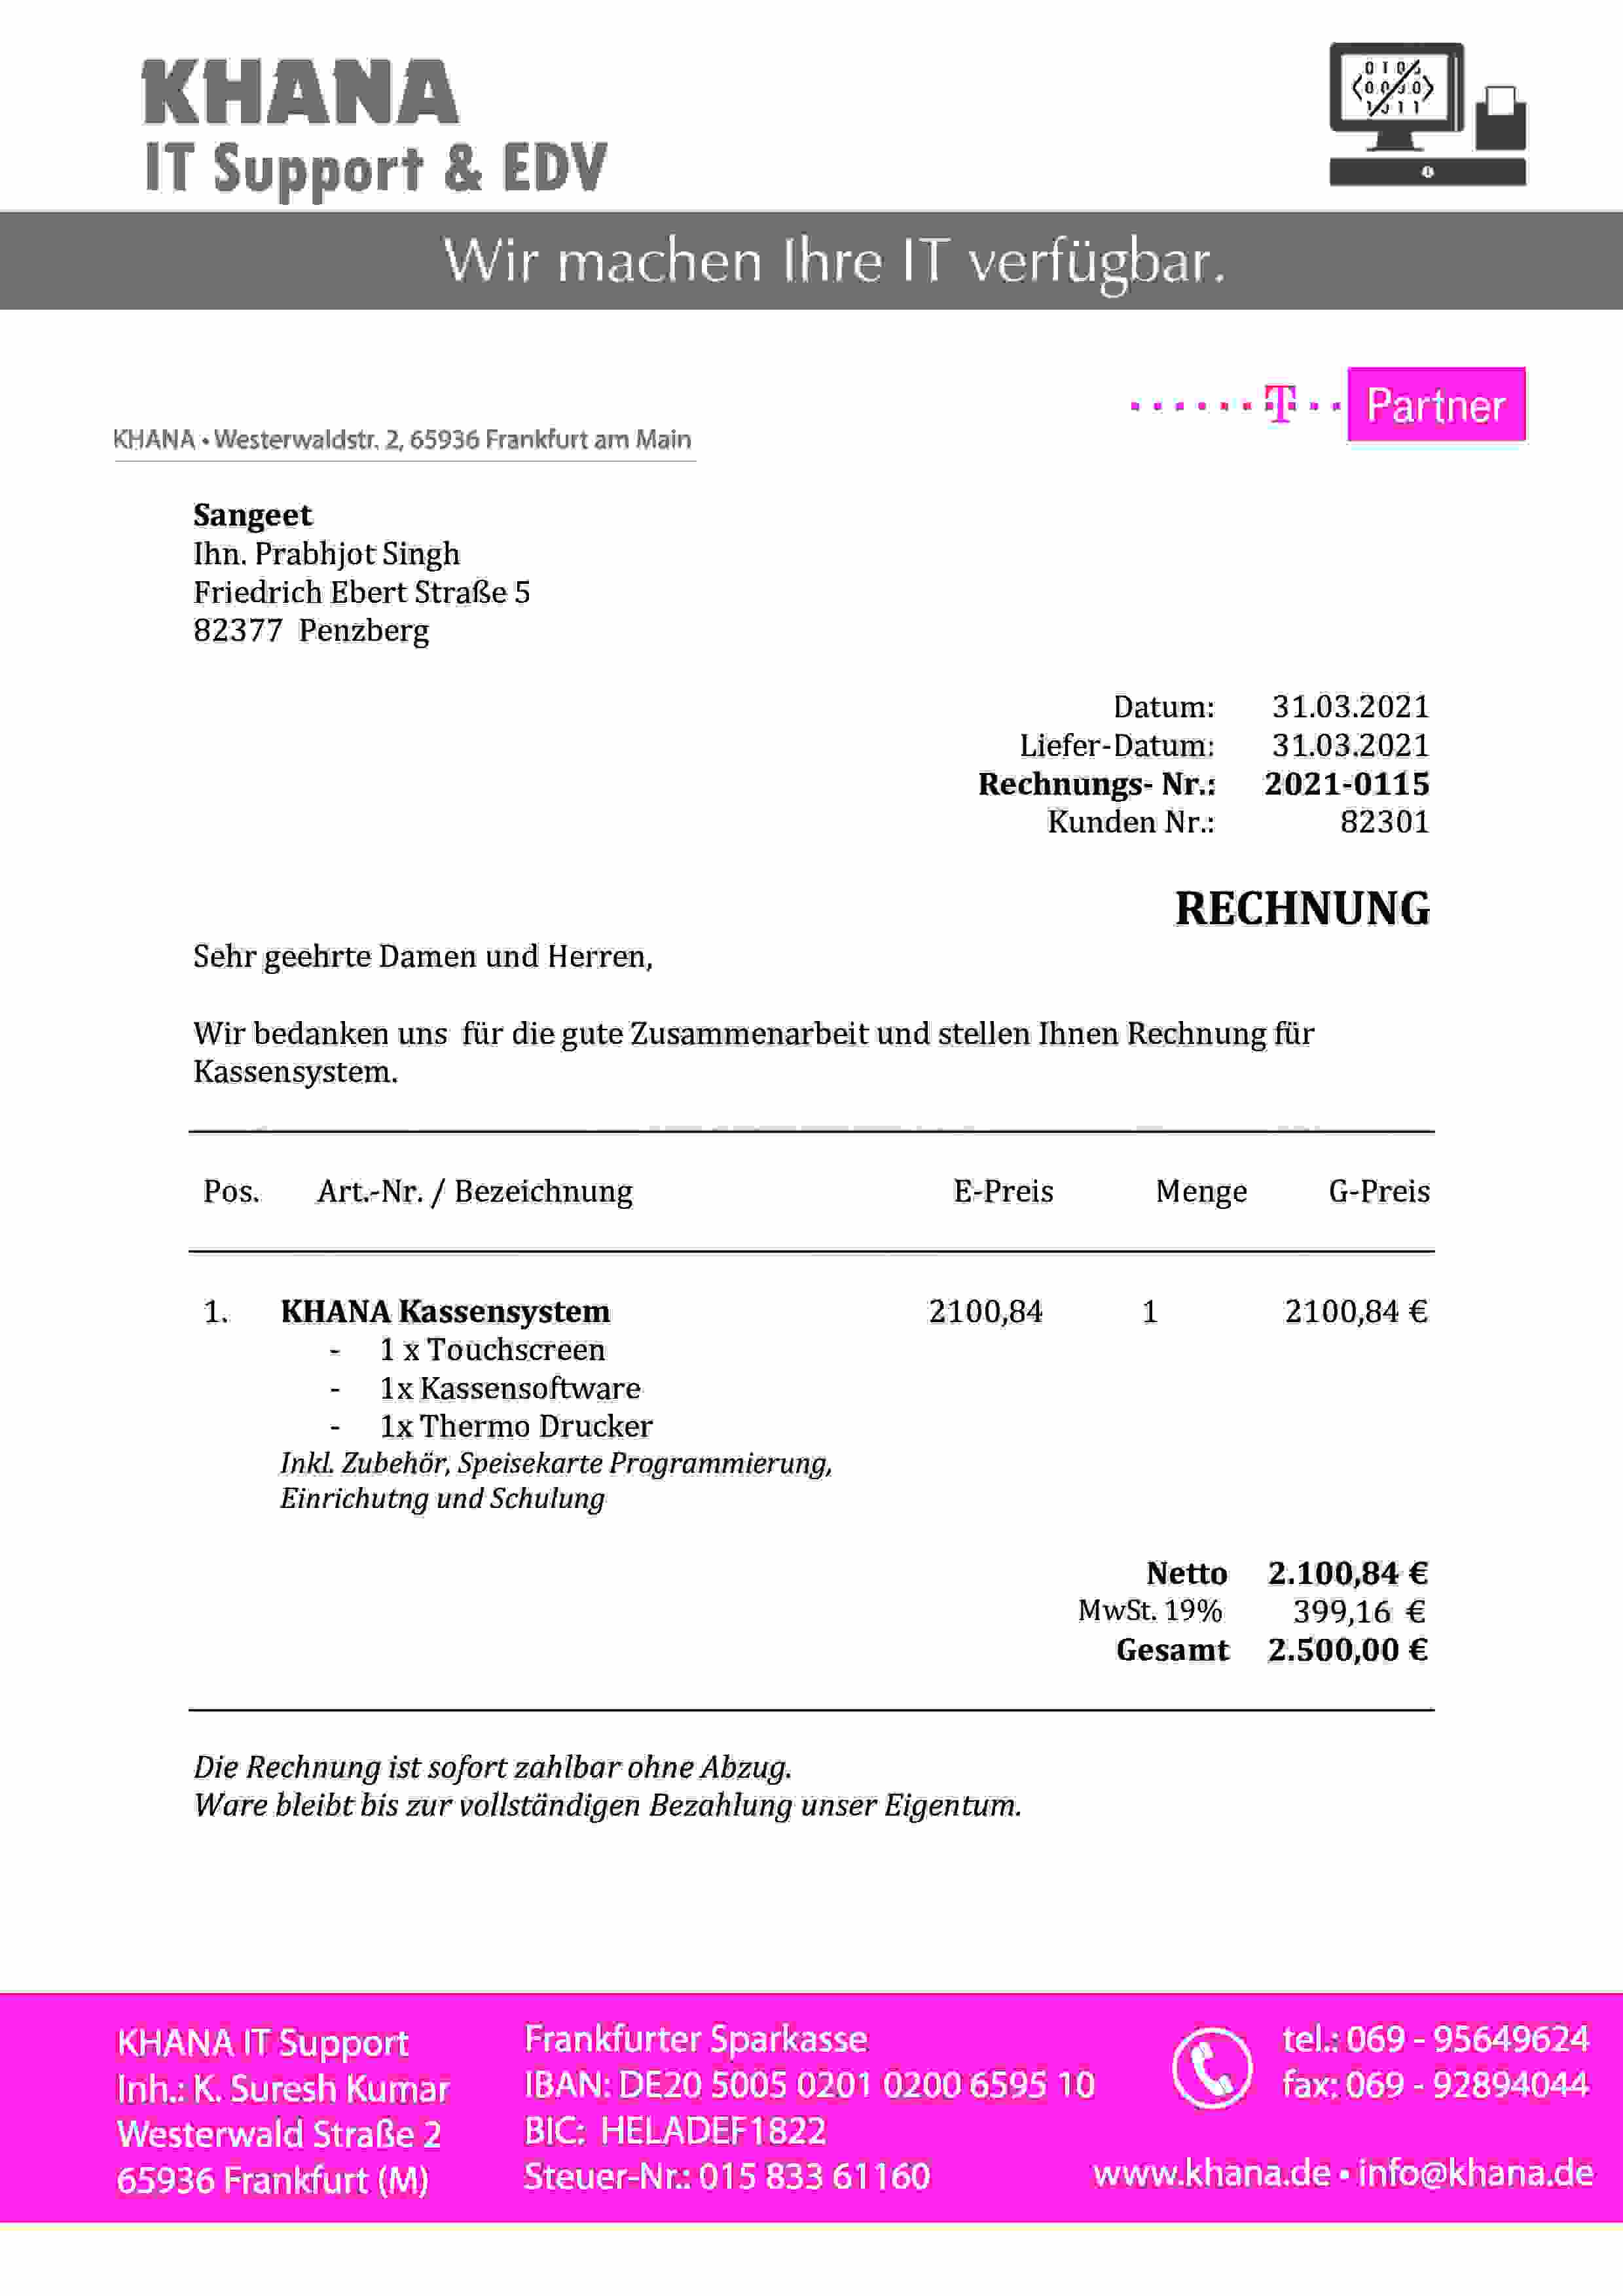 KHANA
IT Support & EDV
Wir machen Ihre IT verfügbar.
T Partner
KHANA • Westerwaldstr. 2, 65936 Frankfurt am Main
Sangeet
Ihn. Prabhjot Singh
Friedrich Ebert Straße 5
82377 Penzberg
Datum: 31.03.2021
Liefer-Datum: 31.03.2021
Rechnungs- Nr.: 2021-0115
Kunden Nr.: 82301
RECHNUNG
Sehr geehrte Damen und Herren,
Wir bedanken uns für die gute Zusammenarbeit und stellen Ihnen Rechnung für
Kassensystem.
Pos. Art.-Nr. / Bezeichnung E-Preis Menge G-Preis
1. KHANA Kassensystem 2100,84 1 2100,84 €
- 1 x Touchscreen
- 1x Kassensoftware
- 1x Thermo Drucker
Inkl. Zubehör, Speisekarte Programmierung,
Einrichutng und Schulung
Netto 2.100,84 €
MwSt. 19% 399,16 €
Gesamt 2.500,00 €
Die Rechnung ist sofort zahlbar ohne Abzug.
Ware bleibt bis zur vollständigen Bezahlung unser Eigentum.
KHANA IT Support
Inh.: K. Suresh Kumar
Westerwald Straße 2
65936 Frankfurt (M)
Frankfurter Sparkasse
IBAN: DE20 5005 0201 0200 6595 10
BIC: HELADEF1822
Steuer-Nr.: 015 833 61160
tel.: 069 - 95649624
fax: 069 - 92894044
www.khana.de • info@khana.de